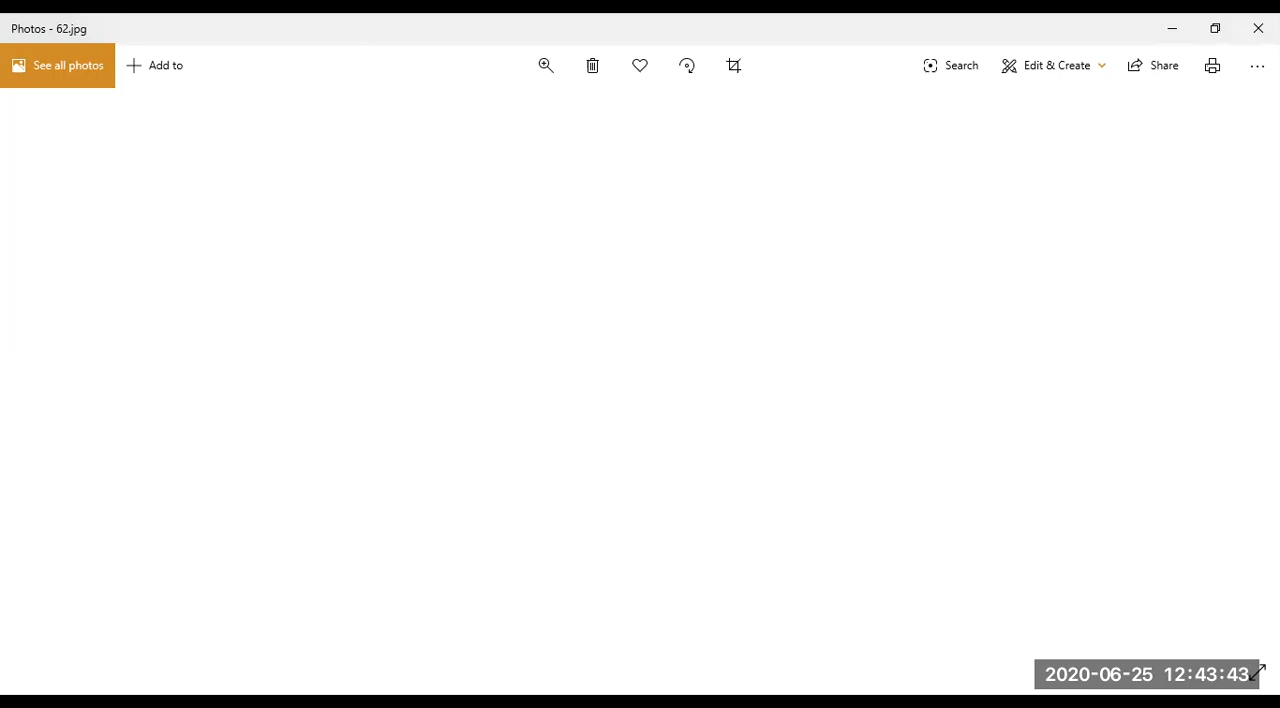 Photos - 62.jpg
See all photos
Add to
Search
Edit & Create
Share
2020-06-25 12:43:43